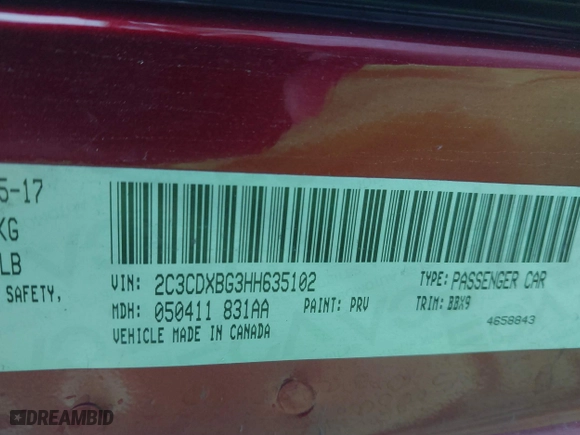 5-17
KG
LB
SAFETY,
VIN: 2C3CDXBG3HH635102
TYPE: PASSENGER CAR
MDH: 050411 831AA
PAINT: PRV
TRIM: BBX9
VEHICLE MADE IN CANADA
4658843
DREAMBID